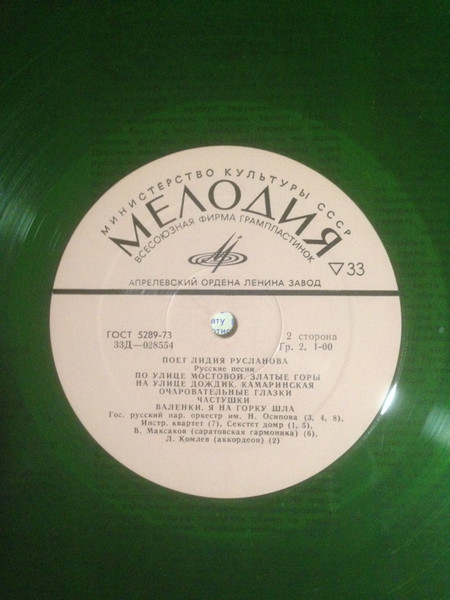 МИНИСТЕРСТВО КУЛЬТУРЫ СССР
МЕЛОДИЯ
ВСЕСОЮЗНАЯ ФИРМА ГРАМПЛАСТИНОК
33
АПРЕЛЕВСКИЙ ОРДЕНА ЛЕНИНА ЗАВОД
ГОСТ 5289-73
33Д—028554
2 сторона
Гр. 2. 1-00
ПОЕТ ЛИДИЯ РУСЛАНОВА
Русские песни
ПО УЛИЦЕ МОСТОВОЙ. ЗЛАТЫЕ ГОРЫ
НА УЛИЦЕ ДОЖДИК. КАМАРИНСКАЯ
ОЧАРОВАТЕЛЬНЫЕ ГЛАЗКИ
ЧАСТУШКИ
ВАЛЕНКИ. Я НА ГОРКУ ШЛА
Гос. русский нар. оркестр им. Н. Осипова (3, 4, 8),
Инстр. квартет (7), Секстет домр (1, 5),
В. Максаков (саратовская гармоника) (6),
Л. Комлев (аккордеон) (2)